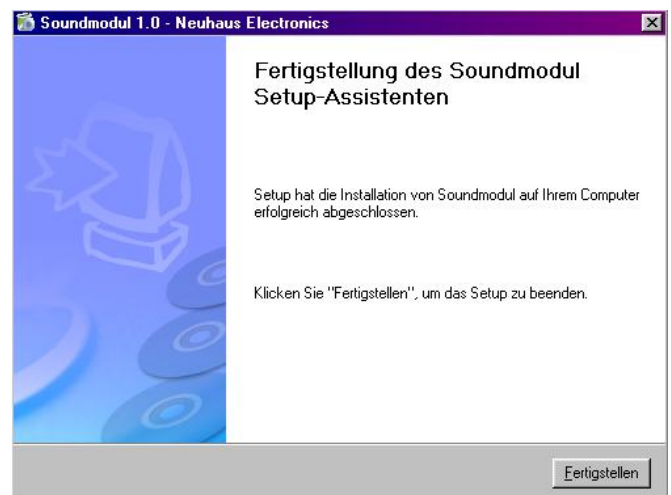 Soundmodul 1.0 - Neuhaus Electronics
Fertigstellung des Soundmodul
Setup-Assistenten
Setup hat die Installation von Soundmodul auf Ihrem Computer
erfolgreich abgeschlossen.
Klicken Sie "Fertigstellen", um das Setup zu beenden.
Fertigstellen